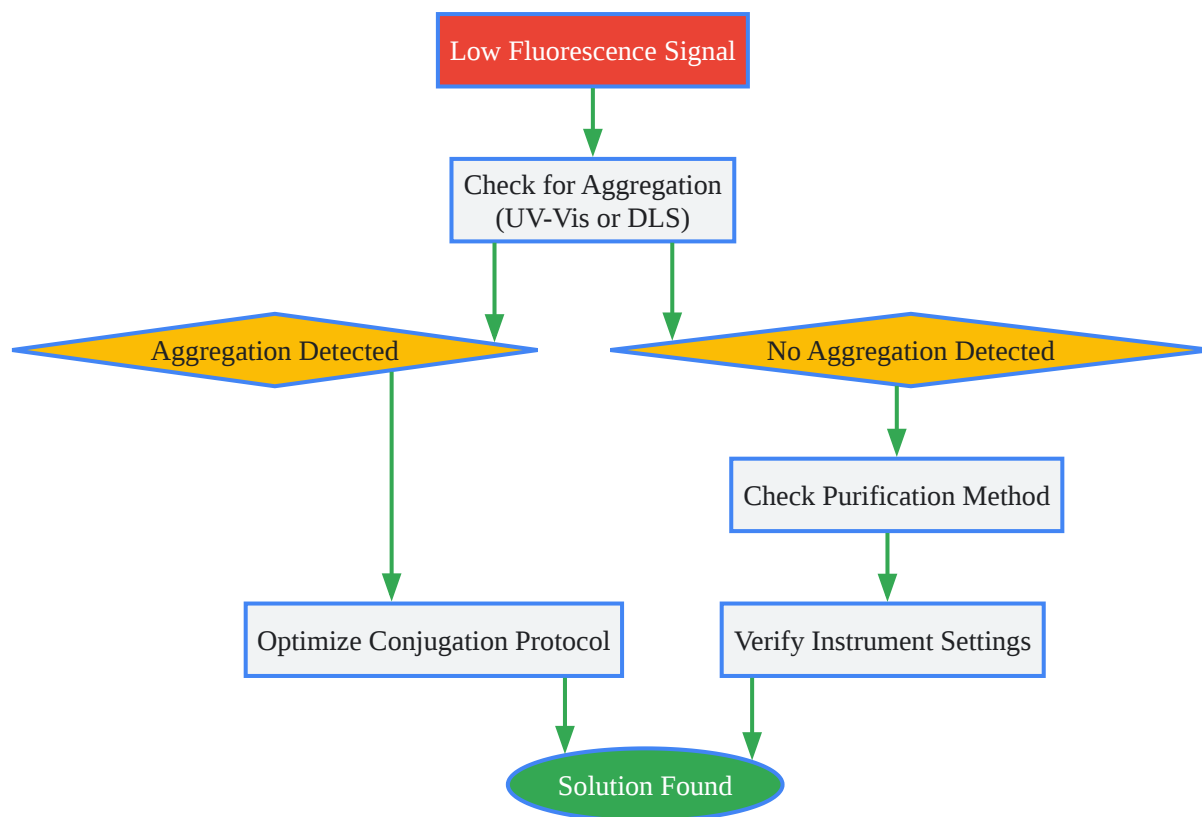 Low Fluorescence Signal
Check for Aggregation
(UV-Vis or DLS)
Aggregation Detected
No Aggregation Detected
Check Purification Method
Optimize Conjugation Protocol
Verify Instrument Settings
Solution Found